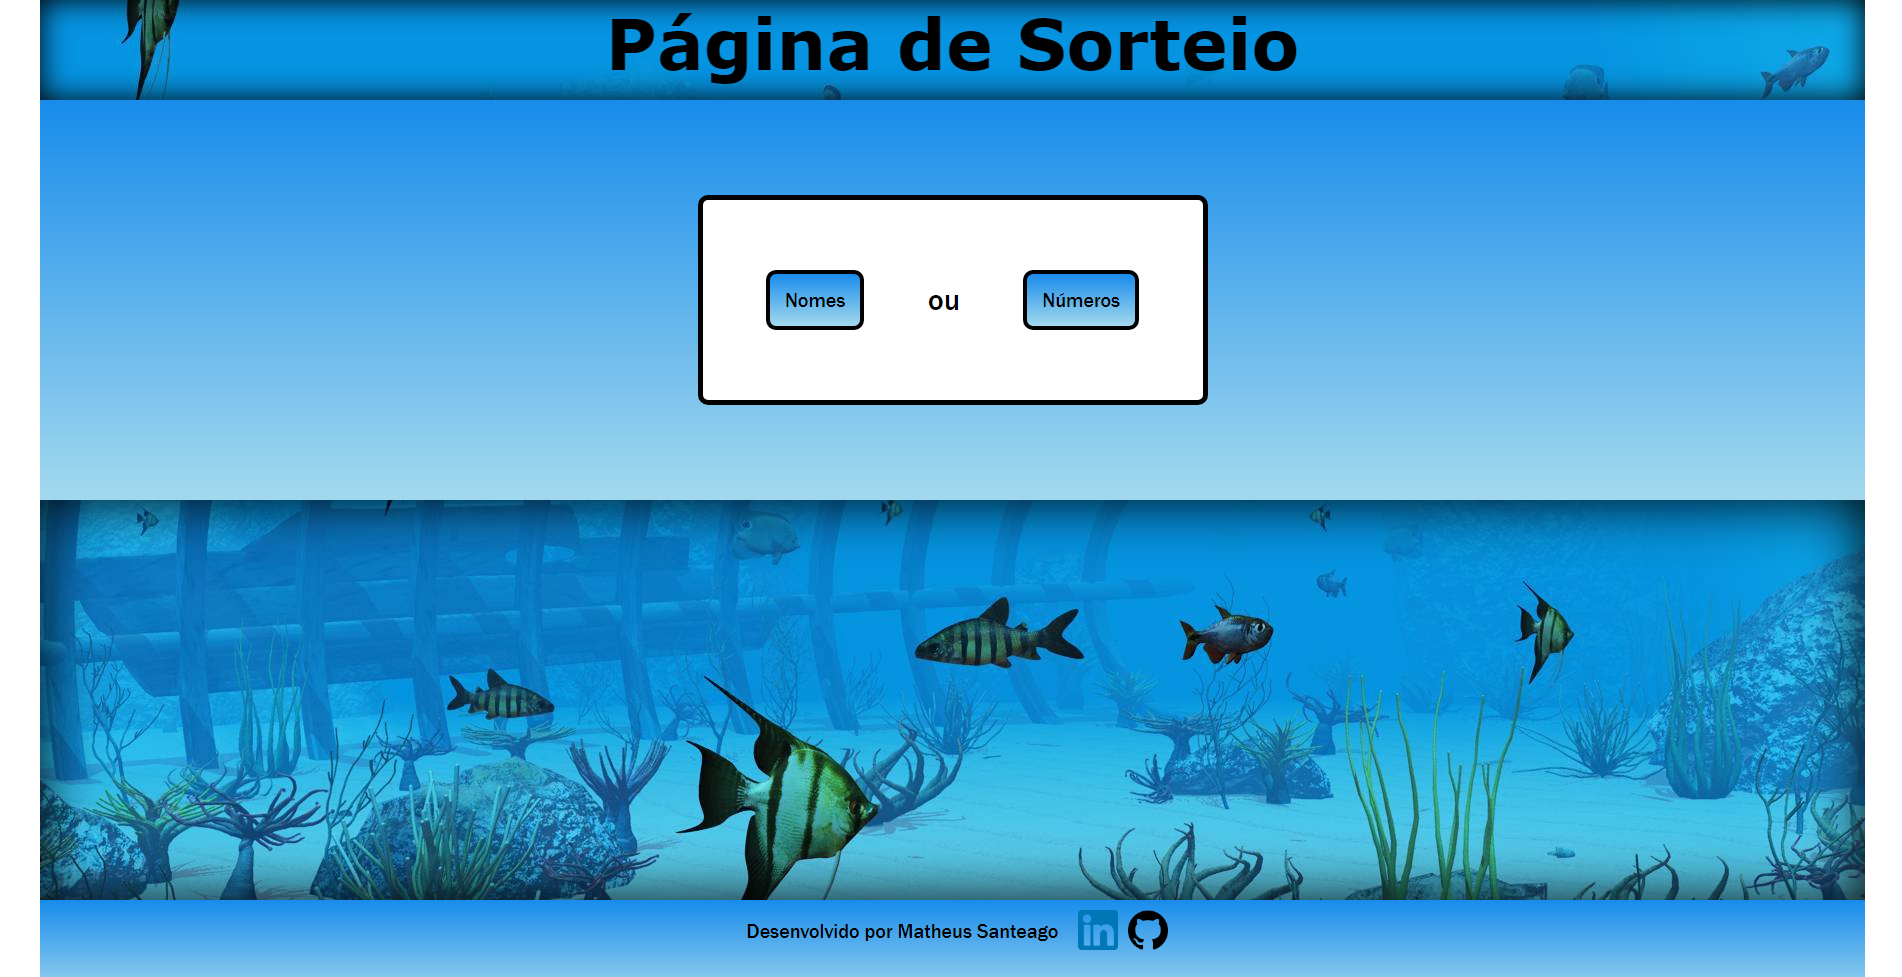 Página de Sorteio
Nomes ou Números
Desenvolvido por Matheus Santeago in